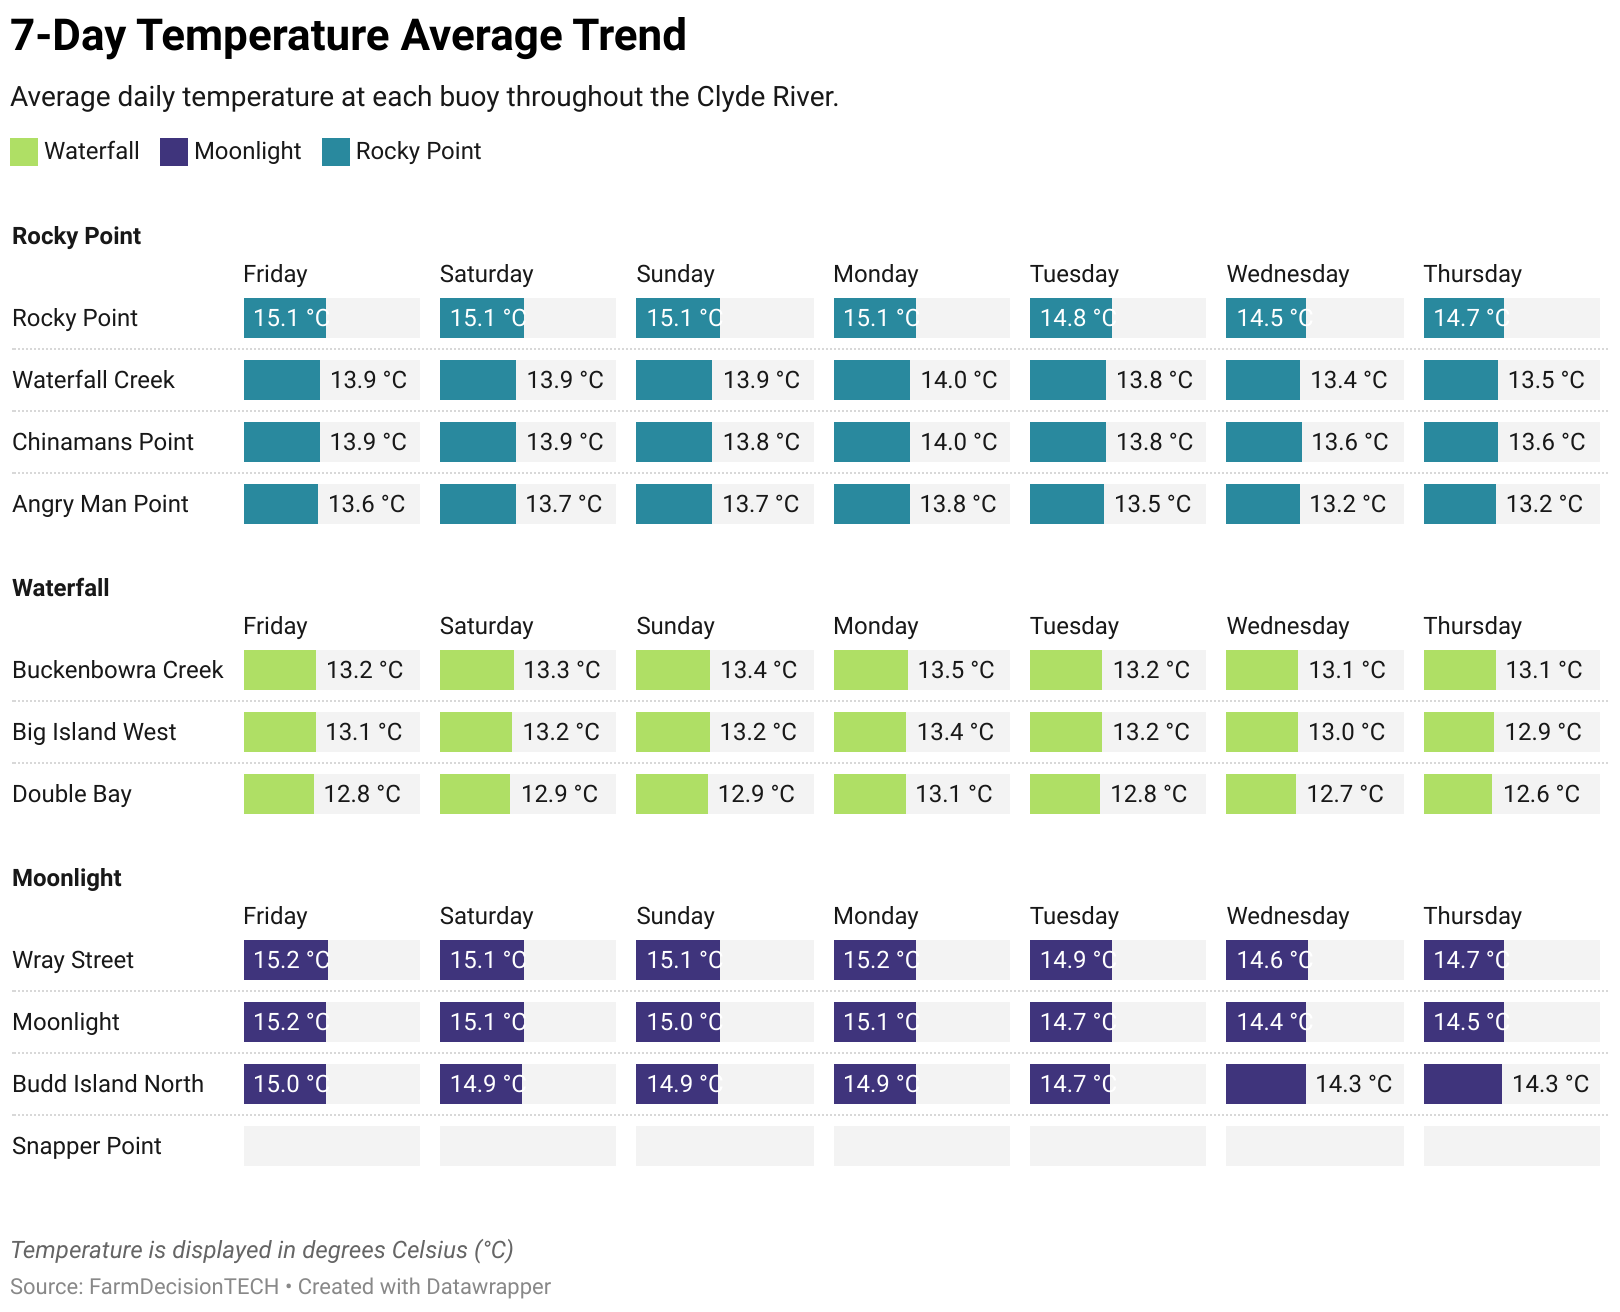 7-Day Temperature Average Trend
Average daily temperature at each buoy throughout the Clyde River.
Waterfall Moonlight Rocky Point
Rocky Point
Friday Saturday Sunday Monday Tuesday Wednesday Thursday
Rocky Point 15.1 °C 15.1 °C 15.1 °C 15.1 °C 14.8 °C 14.5 °C 14.7 °C
Waterfall Creek 13.9 °C 13.9 °C 13.9 °C 14.0 °C 13.8 °C 13.4 °C 13.5 °C
Chinamans Point 13.9 °C 13.9 °C 13.8 °C 14.0 °C 13.8 °C 13.6 °C 13.6 °C
Angry Man Point 13.6 °C 13.7 °C 13.7 °C 13.8 °C 13.5 °C 13.2 °C 13.2 °C
Waterfall
Friday Saturday Sunday Monday Tuesday Wednesday Thursday
Buckenbowra Creek 13.2 °C 13.3 °C 13.4 °C 13.5 °C 13.2 °C 13.1 °C 13.1 °C
Big Island West 13.1 °C 13.2 °C 13.2 °C 13.4 °C 13.2 °C 13.0 °C 12.9 °C
Double Bay 12.8 °C 12.9 °C 12.9 °C 13.1 °C 12.8 °C 12.7 °C 12.6 °C
Moonlight
Friday Saturday Sunday Monday Tuesday Wednesday Thursday
Wray Street 15.2 °C 15.1 °C 15.1 °C 15.2 °C 14.9 °C 14.6 °C 14.7 °C
Moonlight 15.2 °C 15.1 °C 15.0 °C 15.1 °C 14.7 °C 14.4 °C 14.5 °C
Budd Island North 15.0 °C 14.9 °C 14.9 °C 14.9 °C 14.7 °C 14.3 °C 14.3 °C
Snapper Point
Temperature is displayed in degrees Celsius (°C)
Source: FarmDecisionTECH • Created with Datawrapper